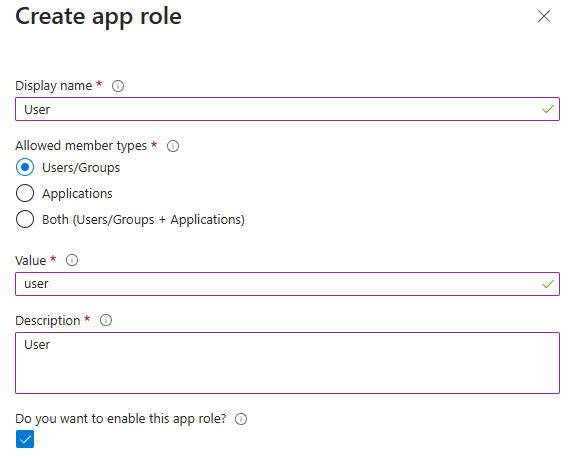 Create app role
Display name *
User
Allowed member types *
Users/Groups
Applications
Both (Users/Groups + Applications)
Value *
user
Description *
User
Do you want to enable this app role?